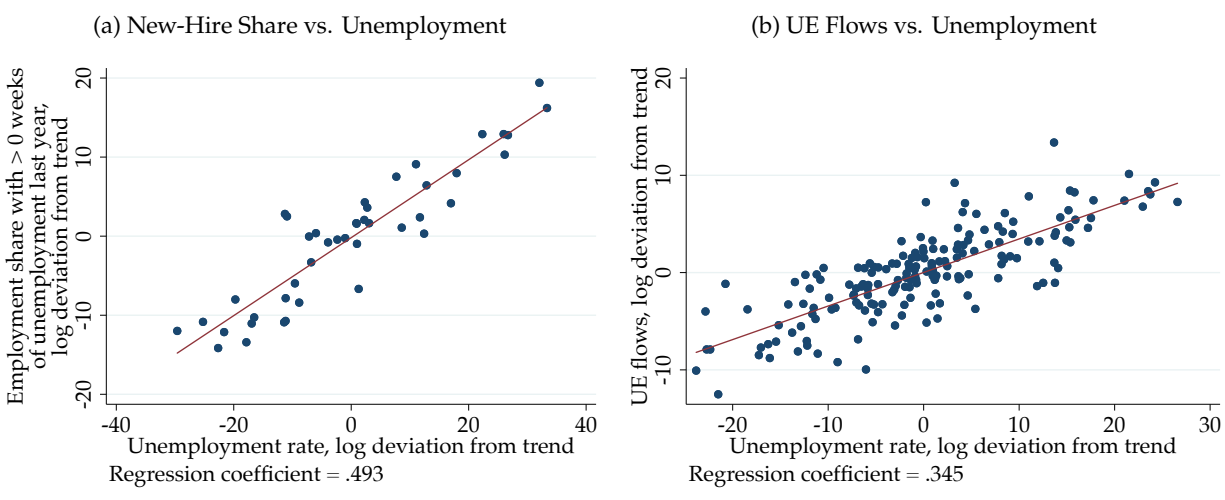 (a) New-Hire Share vs. Unemployment
Employment share with > 0 weeks
of unemployment last year,
log deviation from trend
20
10
0
-10
-20
-40
-20
0
20
40
Unemployment rate, log deviation from trend
Regression coefficient = .493
(b) UE Flows vs. Unemployment
UE flows, log deviation from trend
20
10
0
-10
-20
-10
0
10
20
30
Unemployment rate, log deviation from trend
Regression coefficient = .345